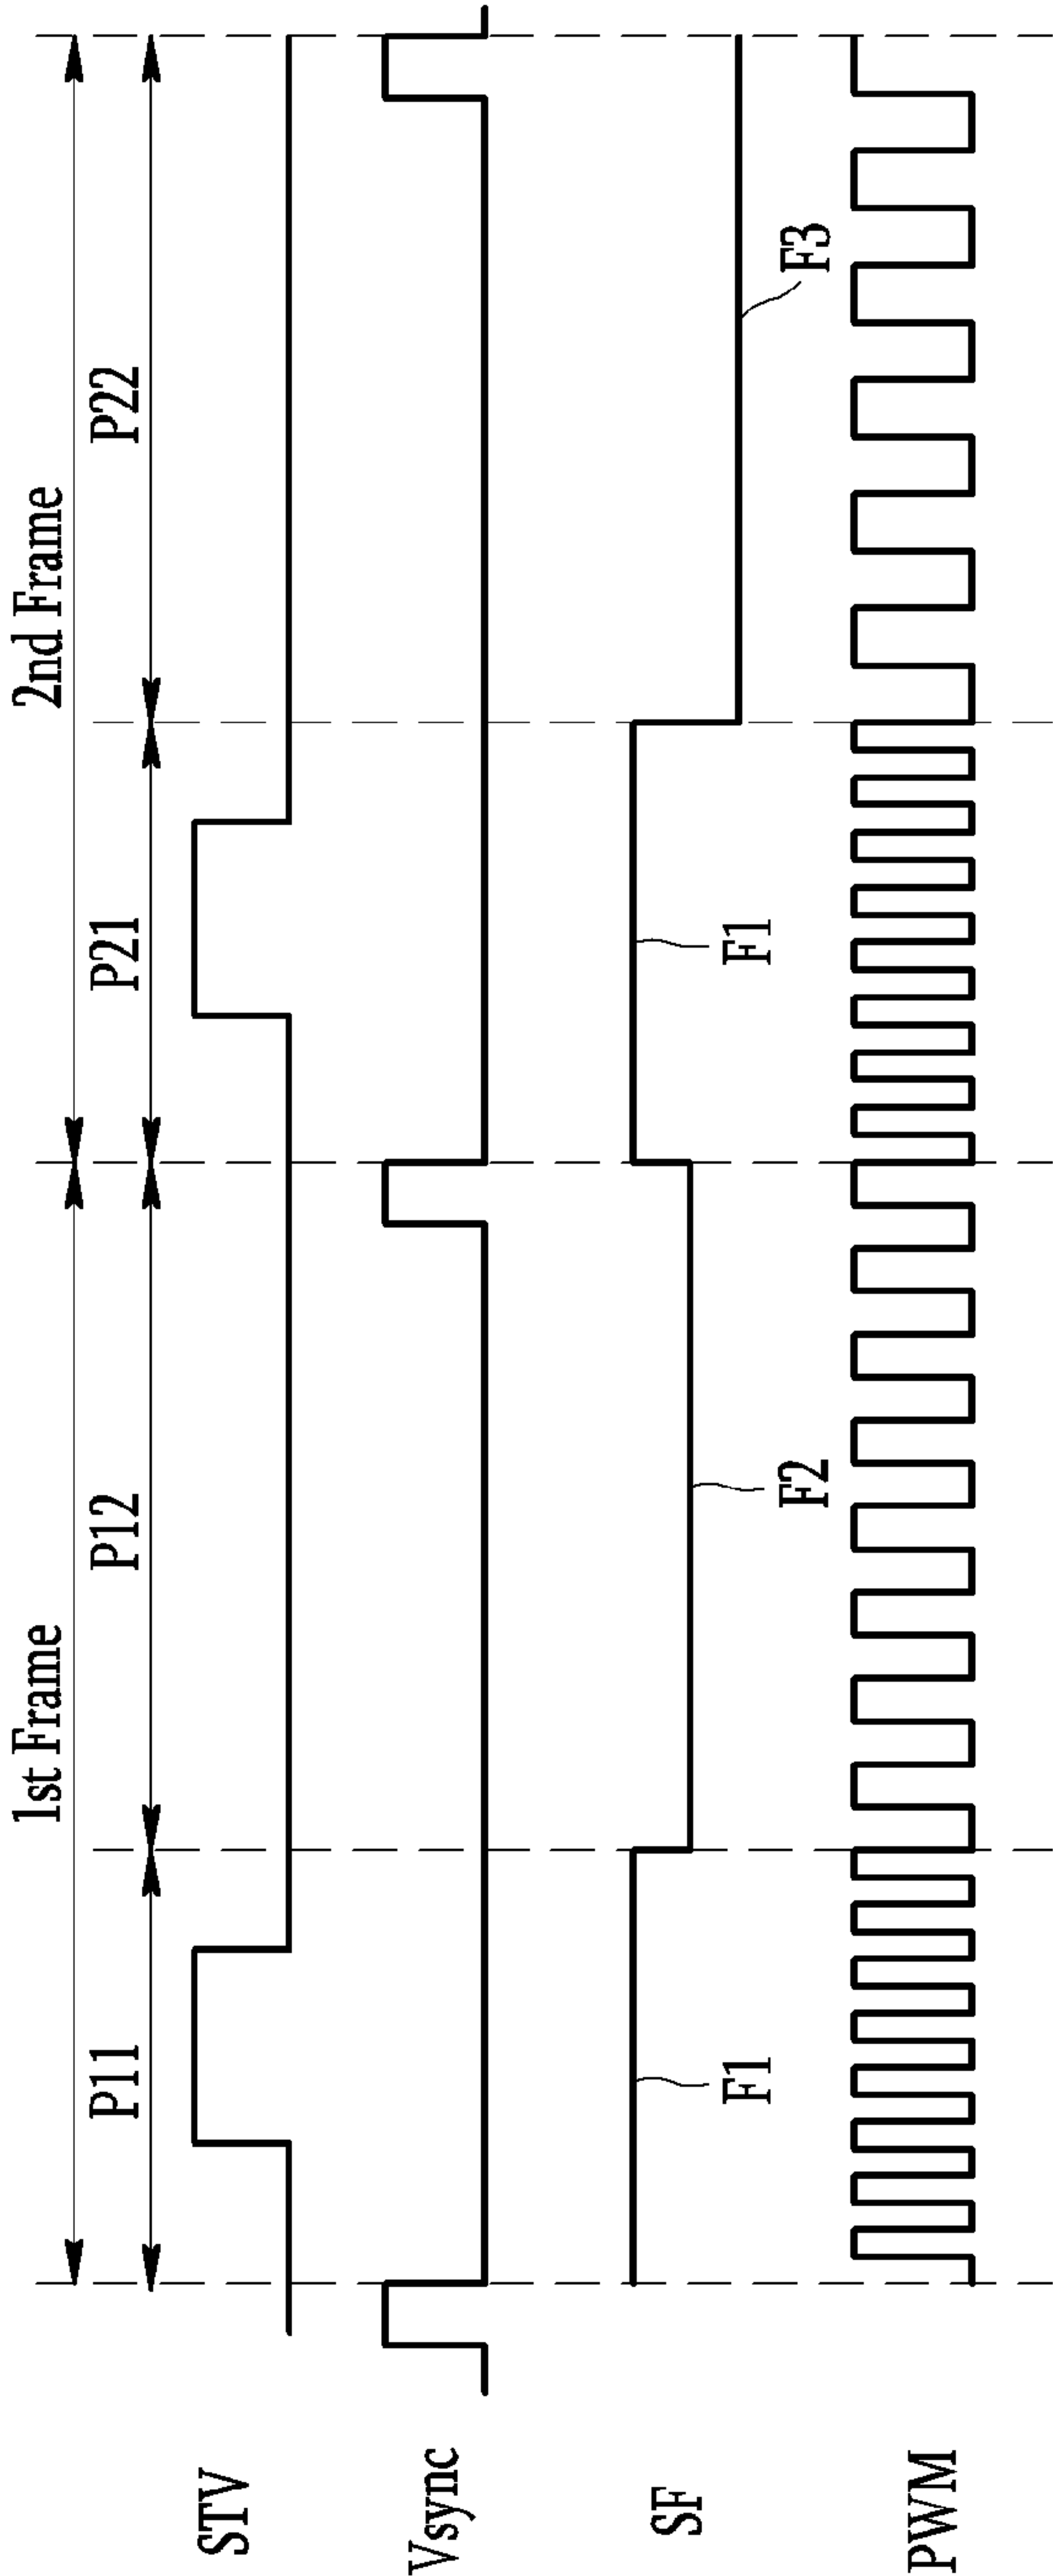 1st Frame
2nd Frame
P11
P12
P21
P22
STV
Vsync
SF
F1
F2
F1
F3
PWM